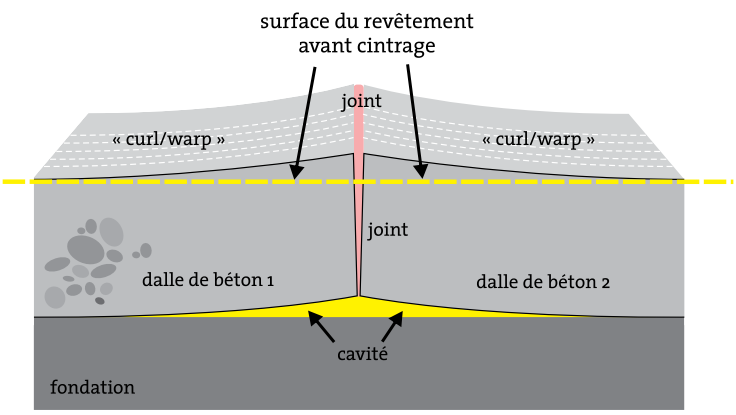 surface du revêtement
avant cintrage
joint
« curl/warp »
« curl/warp »
joint
dalle de béton 1
dalle de béton 2
cavité
fondation